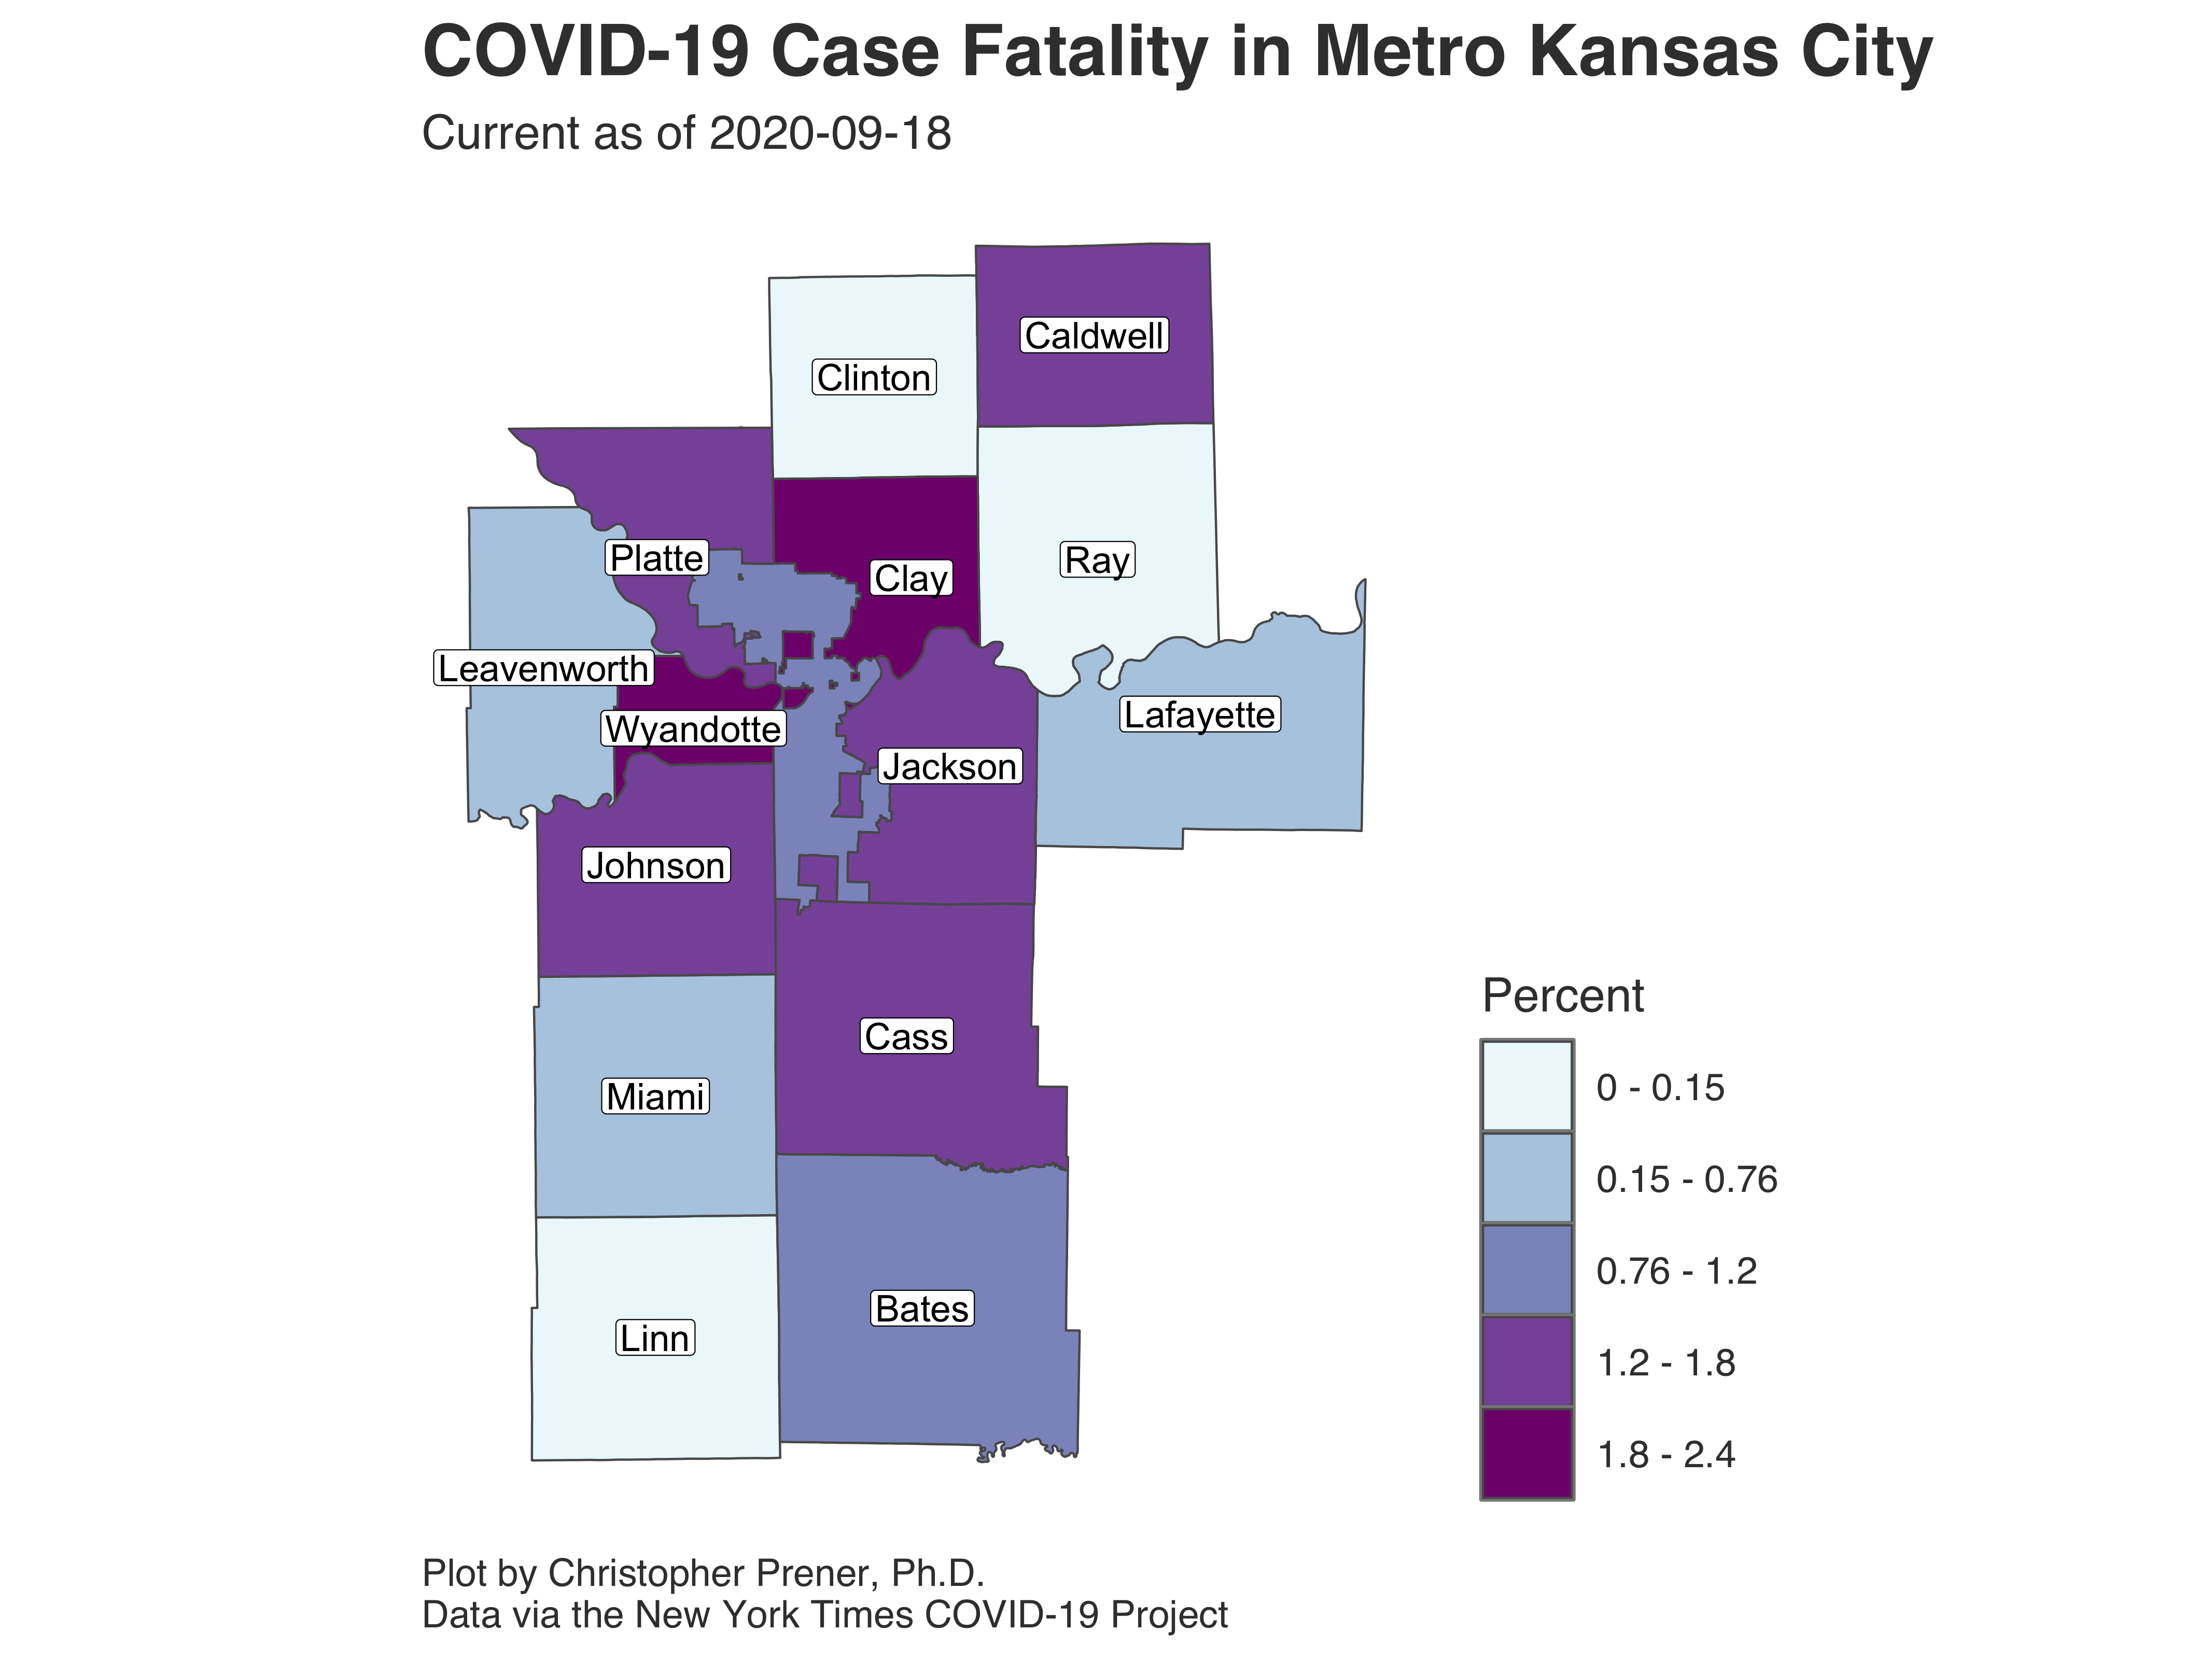 COVID-19 Case Fatality in Metro Kansas City
Current as of 2020-09-18
Caldwell
Clinton
Platte
Clay
Ray
Leavenworth
Wyandotte
Lafayette
Jackson
Johnson
Cass
Miami
Bates
Linn
Percent
0 - 0.15
0.15 - 0.76
0.76 - 1.2
1.2 - 1.8
1.8 - 2.4
Plot by Christopher Prener, Ph.D.
Data via the New York Times COVID-19 Project